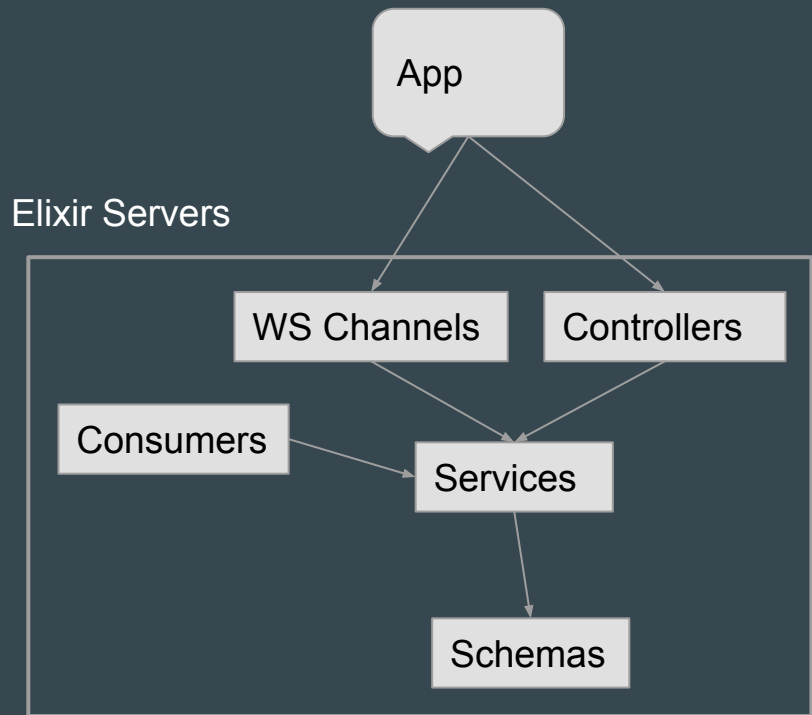 App
Elixir Servers
WS Channels
Controllers
Consumers
Services
Schemas